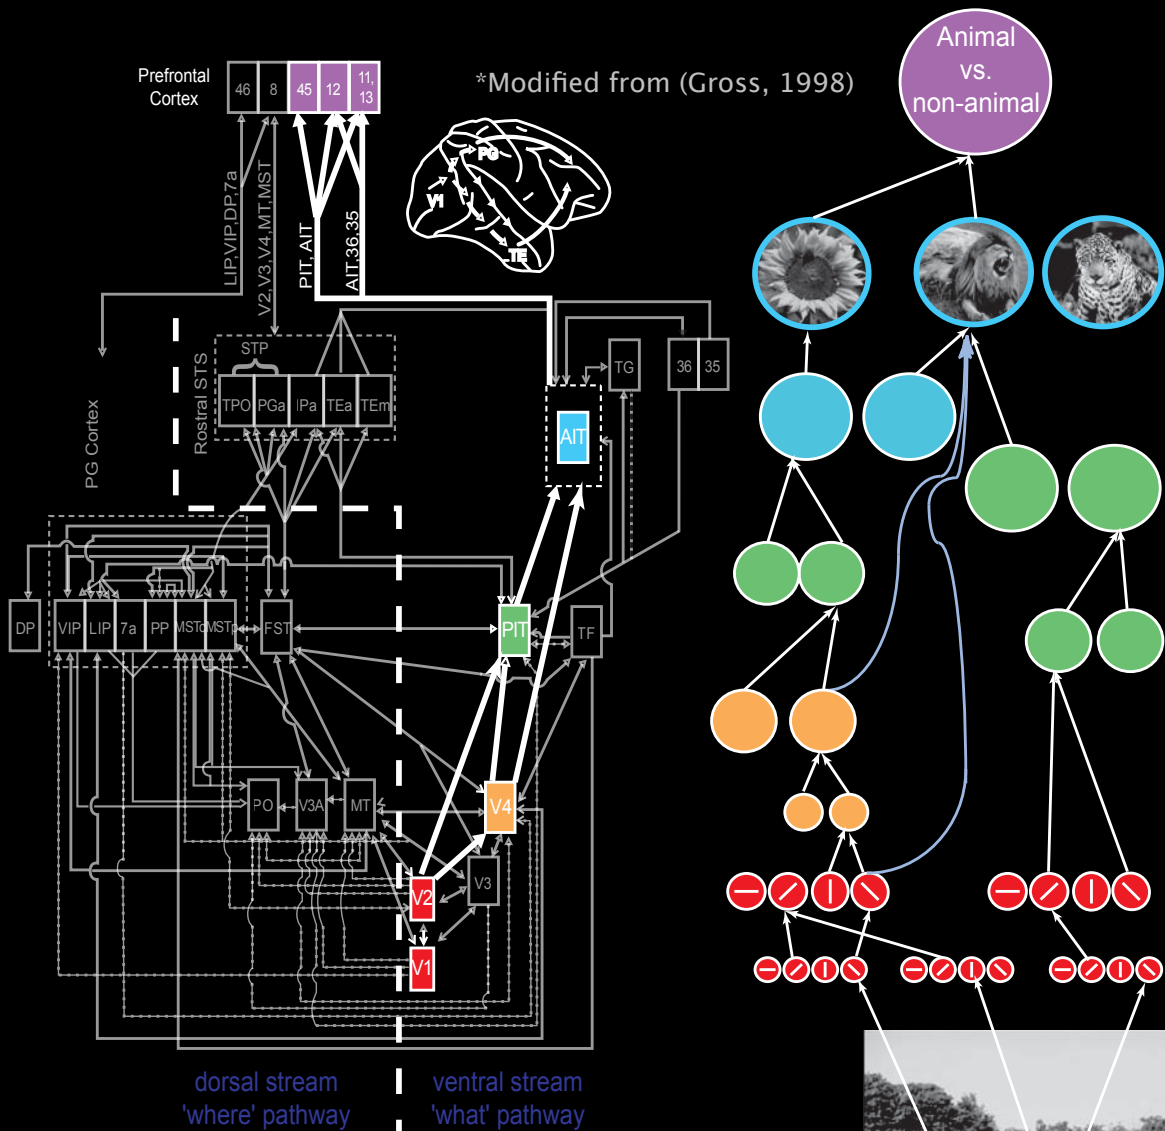 Prefrontal
Cortex
46
8
45
12
11,
13
*Modified from (Gross, 1998)
Animal
vs.
non-animal
PG
V1
TE
LIP,VIP,DP,7a
V2,V3,V4,MT,MST
PIT, AIT
AIT,36,35
PG Cortex
Rostral STS
STP
TPO
PGa
IPa
TEa
TEm
TG
36
35
AIT
DP
VIP
LIP
7a
PP
MSTd
MSTp
FST
PIT
TF
PO
V3A
MT
V4
V2
V3
V1
dorsal stream
'where' pathway
ventral stream
'what' pathway